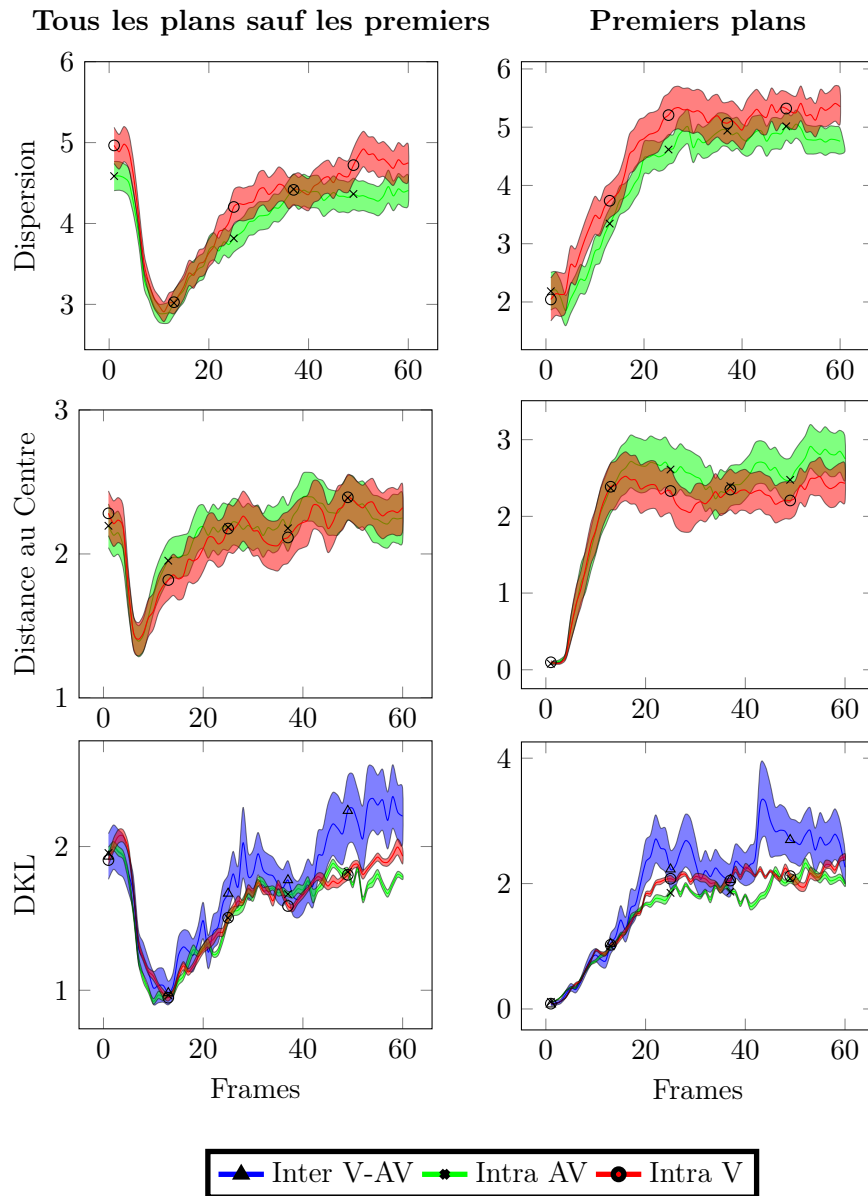 Tous les plans sauf les premiers
Premiers plans
6
5
4
3
0 20 40 60
Dispersion
6
5
4
3
2
0 20 40 60
3
2
1
0 20 40 60
Distance au Centre
3
2
1
0
0 20 40 60
2
1
0 20 40 60
DKL
Frames
4
2
0
0 20 40 60
Frames
Inter V-AV Intra AV Intra V